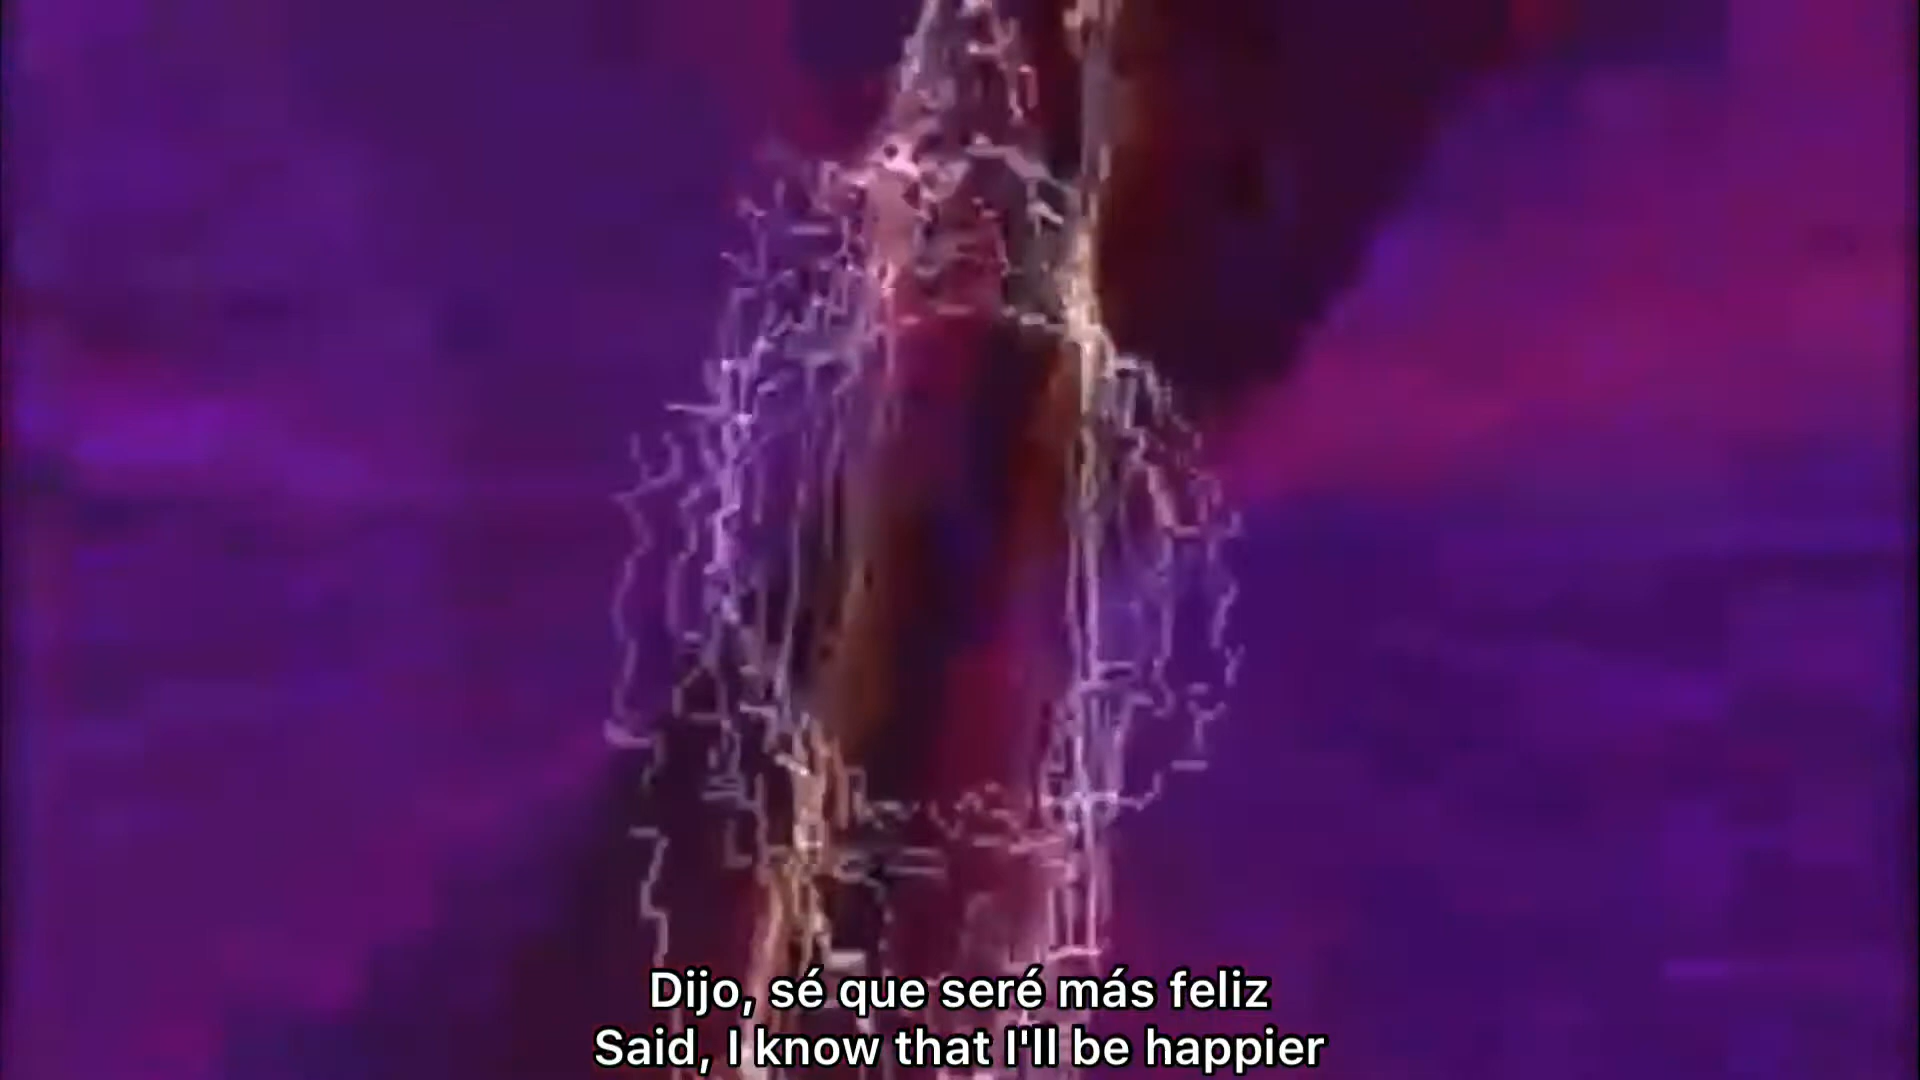 Dijo, sé que seré más feliz
Said, I know that I'll be happier